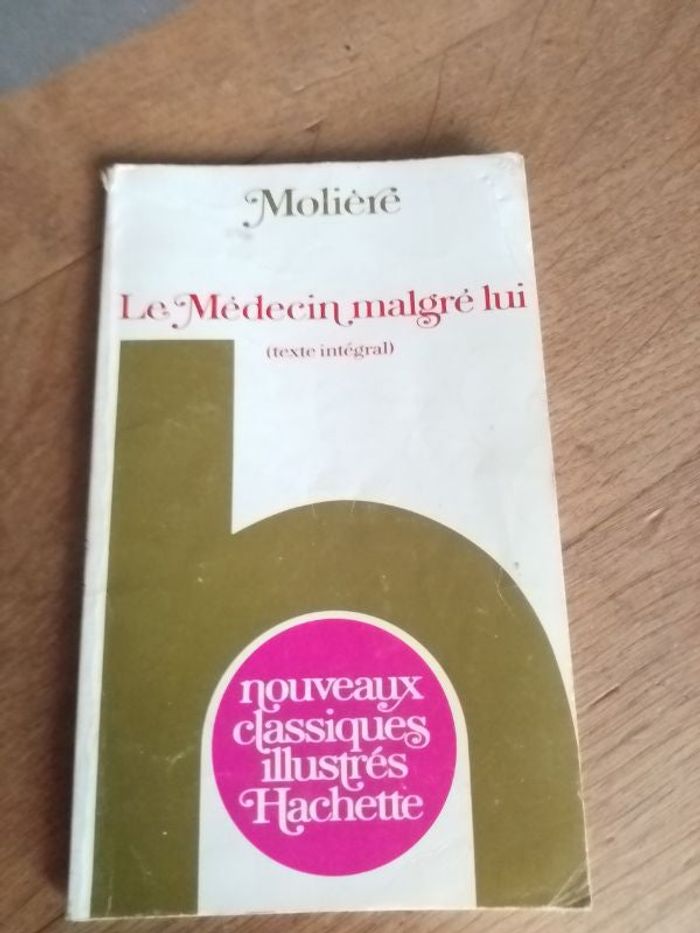 Molière
Le Médecin malgré lui
(texte intégral)
nouveaux
classiques
illustrés
Hachette